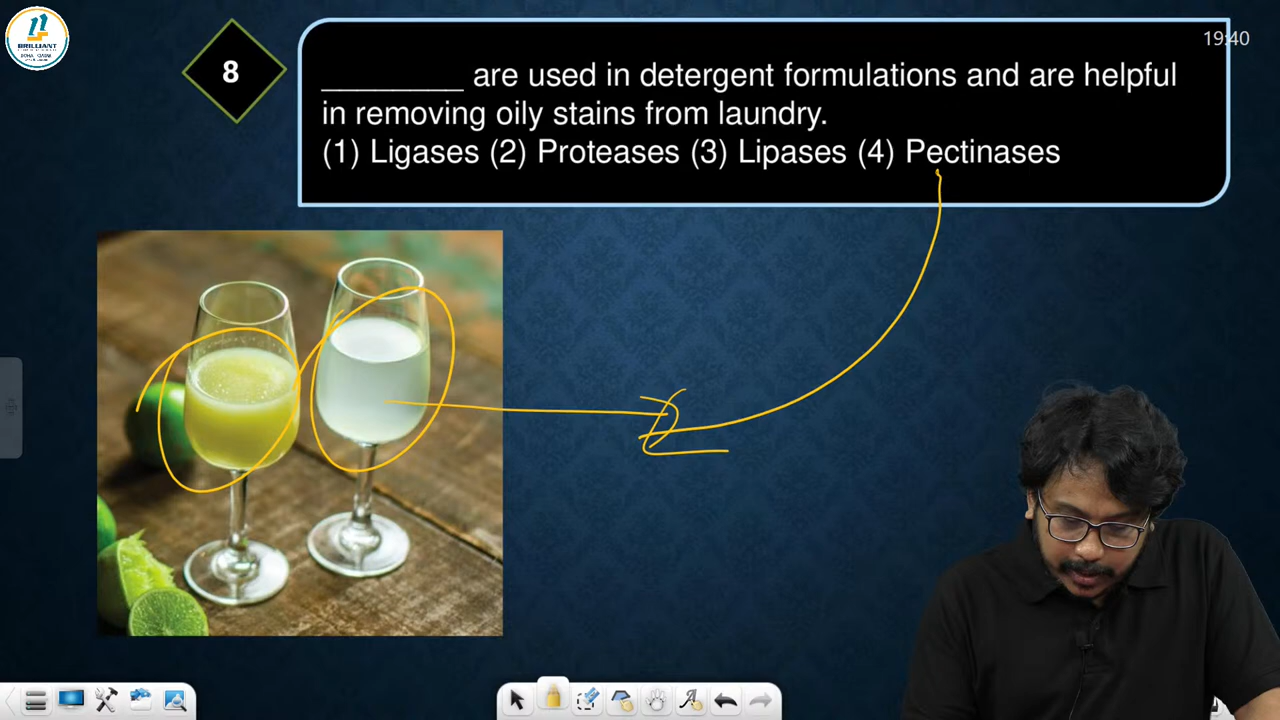 BRILLIANT
19:40
8
________ are used in detergent formulations and are helpful
in removing oily stains from laundry.
(1) Ligases (2) Proteases (3) Lipases (4) Pectinases